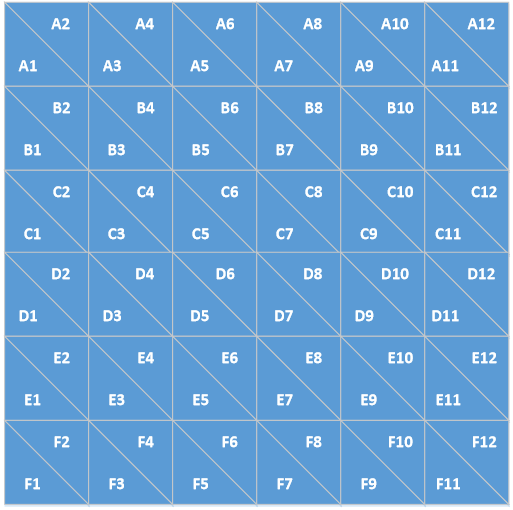 A2 A4 A6 A8 A10 A12
A1 A3 A5 A7 A9 A11
B2 B4 B6 B8 B10 B12
B1 B3 B5 B7 B9 B11
C2 C4 C6 C8 C10 C12
C1 C3 C5 C7 C9 C11
D2 D4 D6 D8 D10 D12
D1 D3 D5 D7 D9 D11
E2 E4 E6 E8 E10 E12
E1 E3 E5 E7 E9 E11
F2 F4 F6 F8 F10 F12
F1 F3 F5 F7 F9 F11